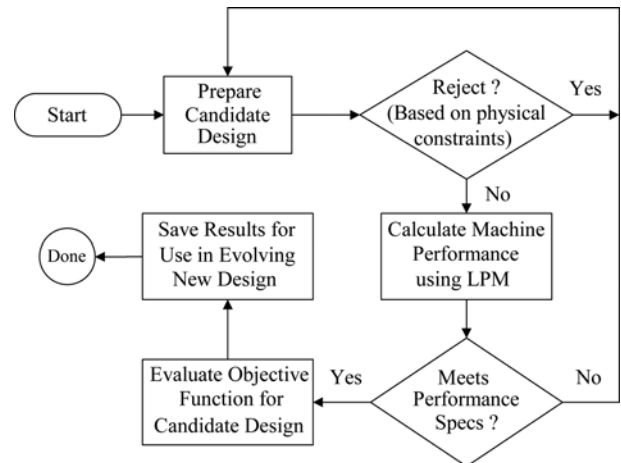 Start
Prepare
Candidate
Design
Reject ?
(Based on physical
constraints)
Yes
No
Calculate Machine
Performance
using LPM
Meets
Performance
Specs ?
No
Yes
Evaluate Objective
Function for
Candidate Design
Save Results for
Use in Evolving
New Design
Done